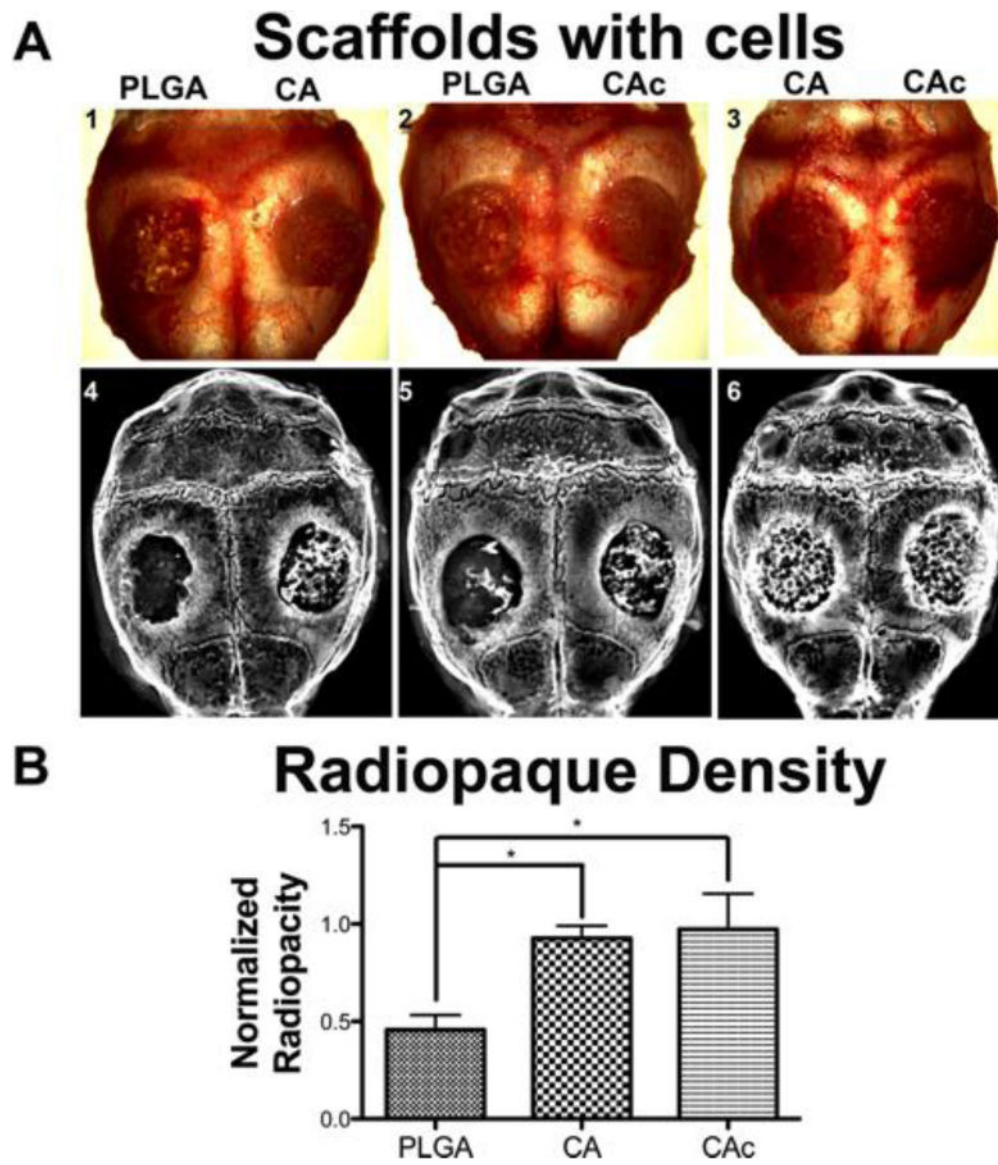 A Scaffolds with cells
PLGA CA PLGA CAc CA CAc
1 2 3
4 5 6
B Radiopaque Density
Normalized
Radiopacity
1.5
1.0
0.5
0.0
*
*
PLGA CA CAc